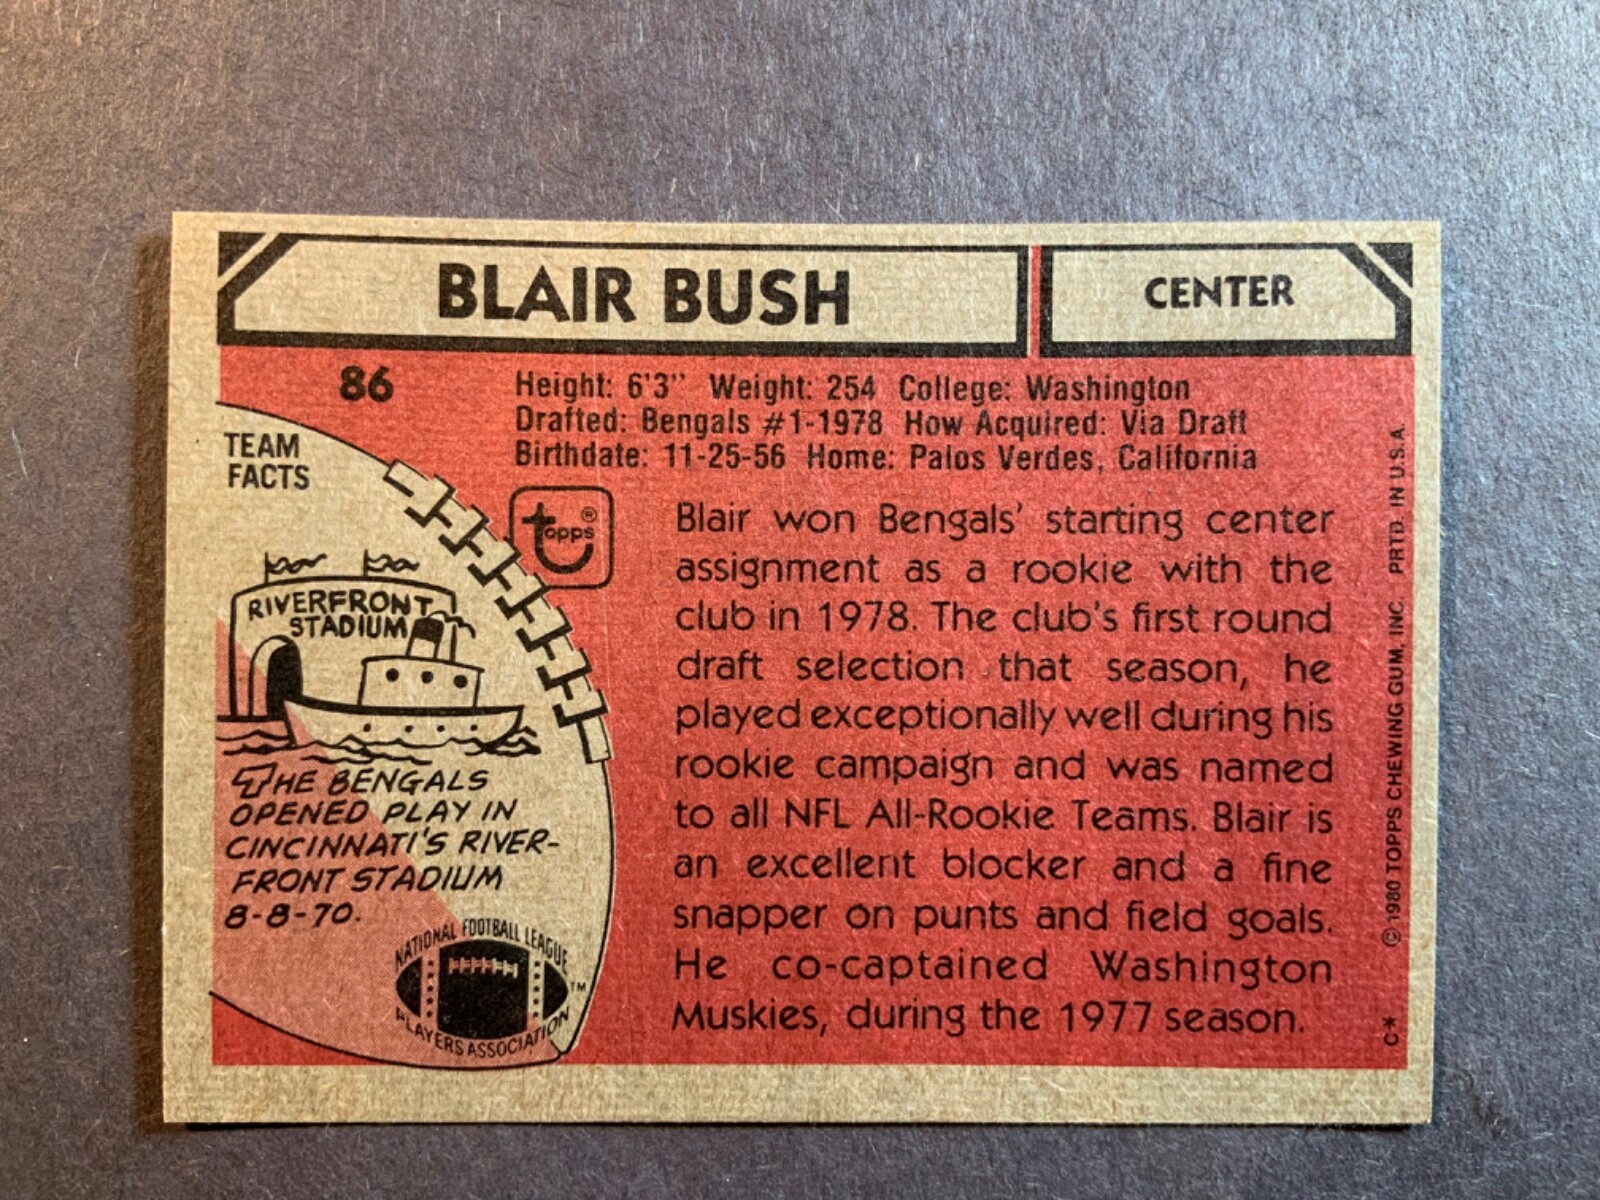 BLAIR BUSH
CENTER
86
Height: 6'3" Weight: 254 College: Washington
Drafted: Bengals #1-1978 How Acquired: Via Draft
Birthdate: 11-25-56 Home: Palos Verdes, California
TEAM
FACTS
topps®
RIVERFRONT
STADIUM
THE BENGALS
OPENED PLAY IN
CINCINNATI'S RIVER-
FRONT STADIUM
8-8-70.
NATIONAL FOOTBALL LEAGUE
PLAYERS ASSOCIATION
TM
Blair won Bengals' starting center
assignment as a rookie with the
club in 1978. The club's first round
draft selection that season, he
played exceptionally well during his
rookie campaign and was named
to all NFL All-Rookie Teams. Blair is
an excellent blocker and a fine
snapper on punts and field goals.
He co-captained Washington
Muskies, during the 1977 season.
C* © 1980 TOPPS CHEWING GUM, INC. PRTD. IN U.S.A.